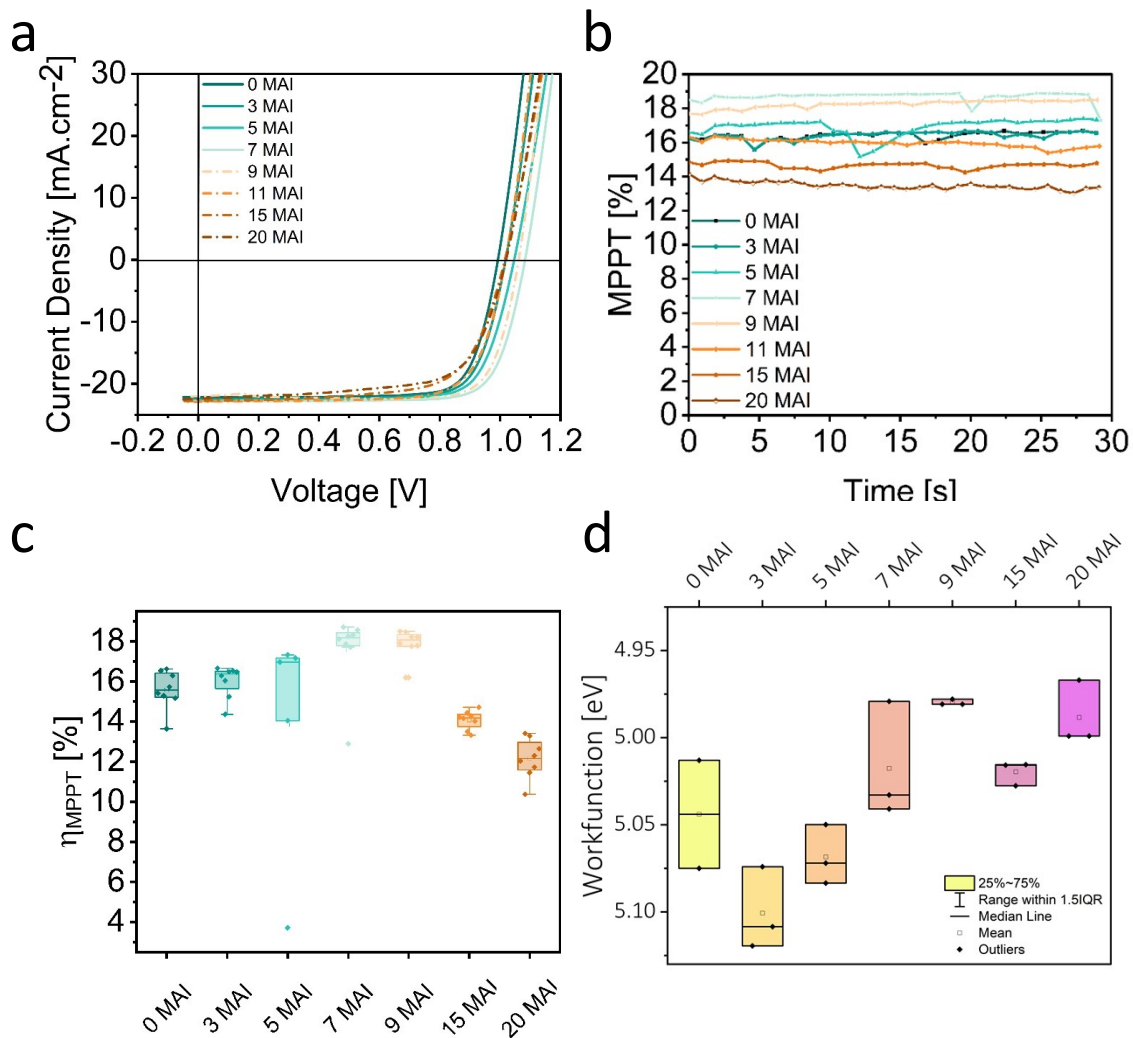 a
30
20
10
0
-10
-20
-0.2 0.0 0.2 0.4 0.6 0.8 1.0 1.2
Current Density [mA.cm-2]
Voltage [V]
0 MAI
3 MAI
5 MAI
7 MAI
9 MAI
11 MAI
15 MAI
20 MAI
b
20
18
16
14
12
10
8
6
4
2
0
0 5 10 15 20 25 30
MPPT [%]
Time [s]
0 MAI
3 MAI
5 MAI
7 MAI
9 MAI
11 MAI
15 MAI
20 MAI
c
18
16
14
12
10
8
6
4
ηMPPT [%]
0 MAI 3 MAI 5 MAI 7 MAI 9 MAI 15 MAI 20 MAI
d
0 MAI 3 MAI 5 MAI 7 MAI 9 MAI 15 MAI 20 MAI
4.95
5.00
5.05
5.10
Workfunction [eV]
25%~75%
Range within 1.5IQR
Median Line
Mean
Outliers